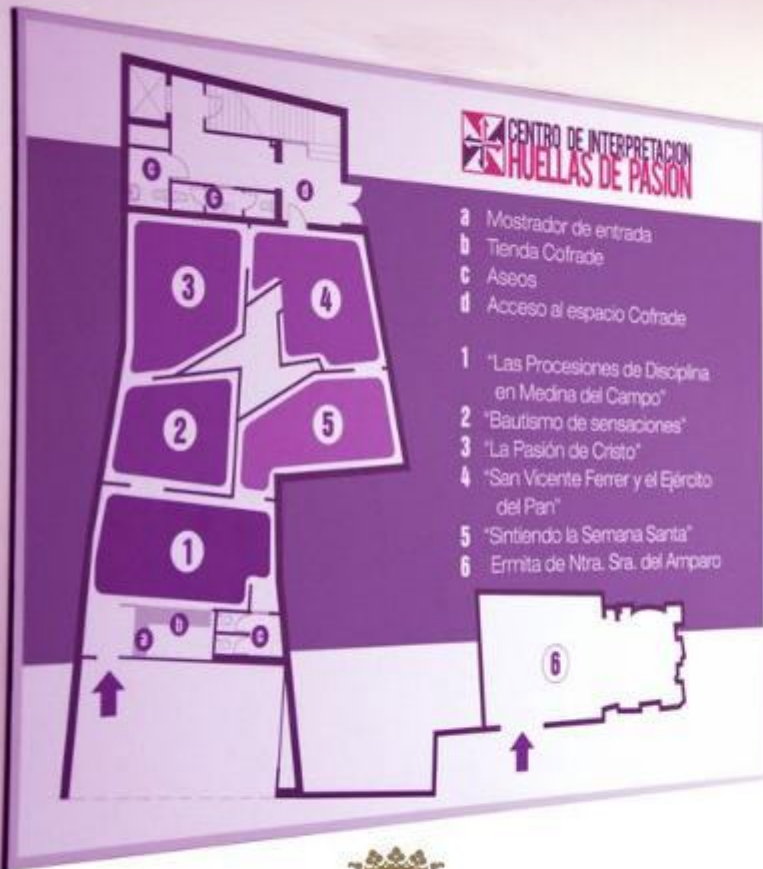 CENTRO DE INTERPRETACION
HUELLAS DE PASION
a Mostrador de entrada
b Tienda Cofrade
c Aseos
d Acceso al espacio Cofrade
1 "Las Procesiones de Disciplina
en Medina del Campo"
2 "Bautismo de sensaciones"
3 "La Pasión de Cristo"
4 "San Vicente Ferrer y el Ejército
del Pan"
5 "Sintiendo la Semana Santa"
6 Ermita de Ntra. Sra. del Amparo
c
c
d
3
4
2
5
1
b
a
c
6